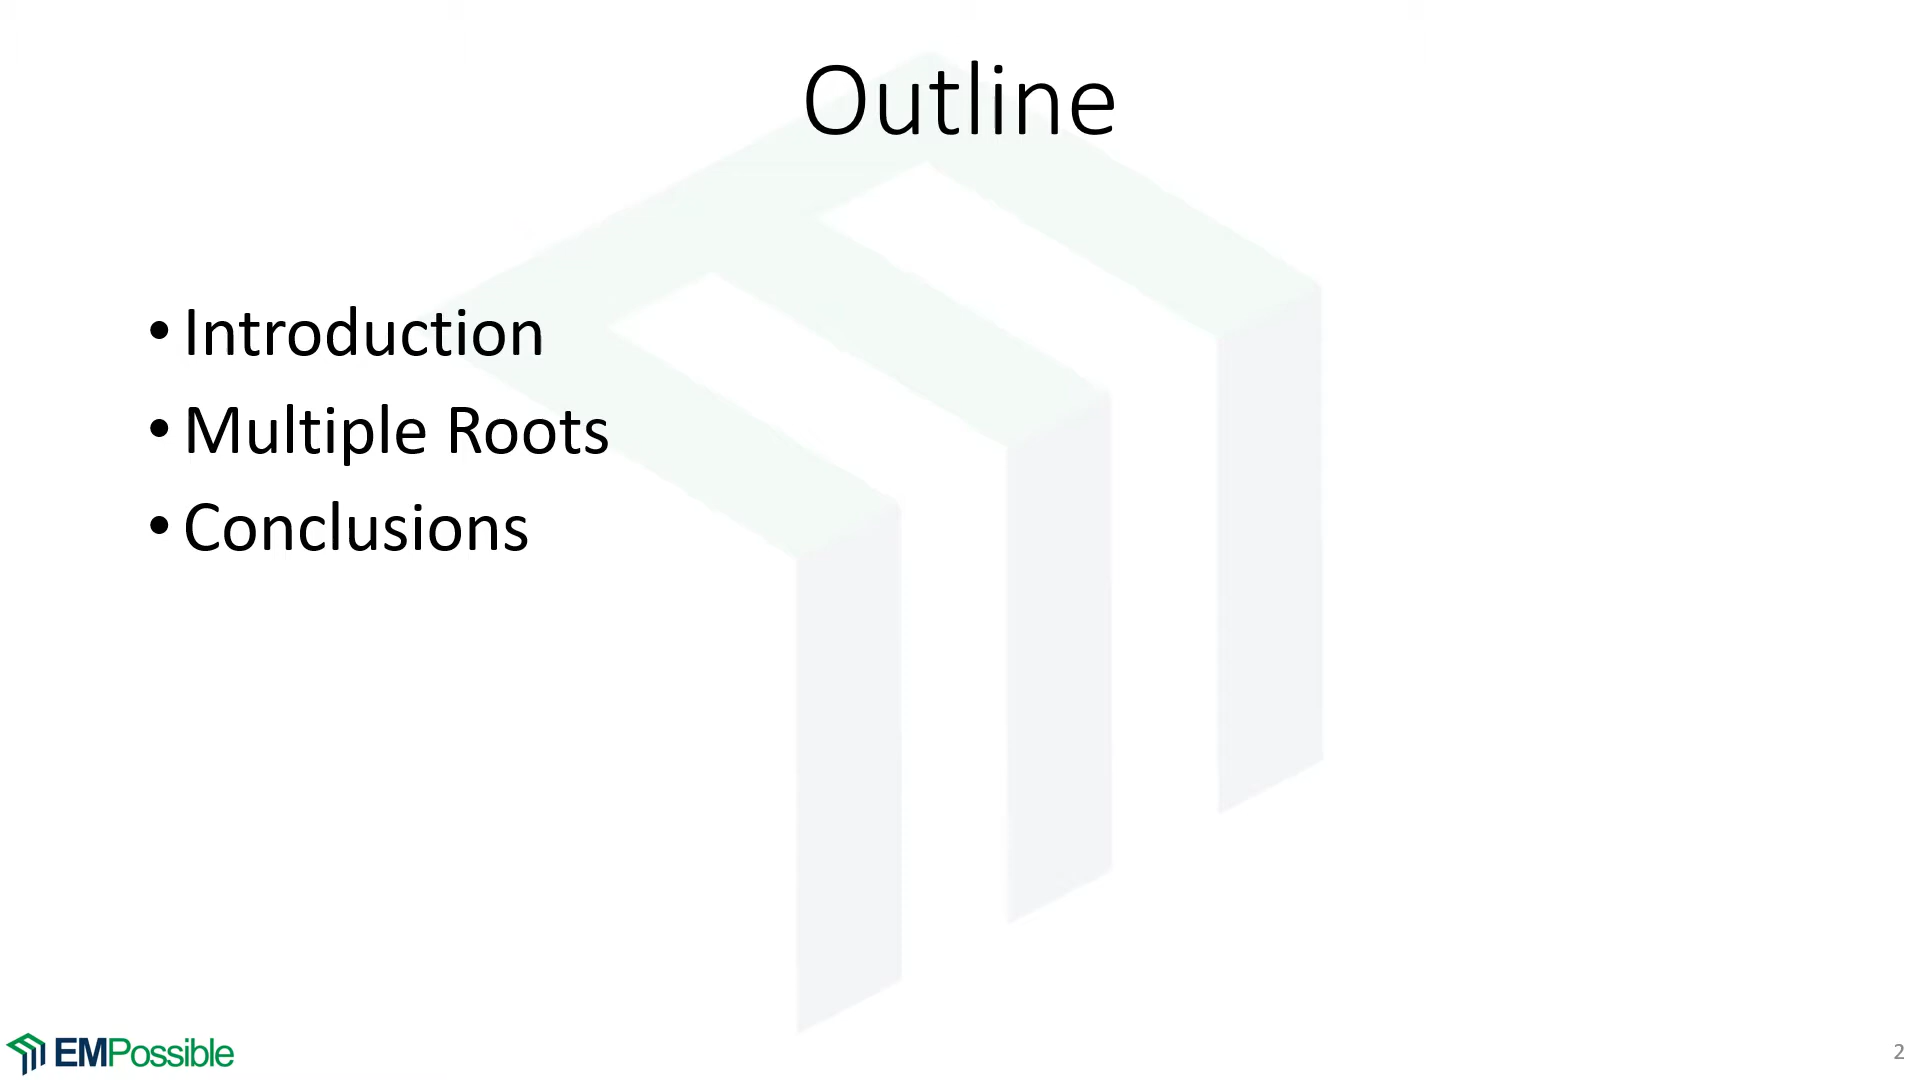 Outline
• Introduction
• Multiple Roots
• Conclusions
EMPossible
2